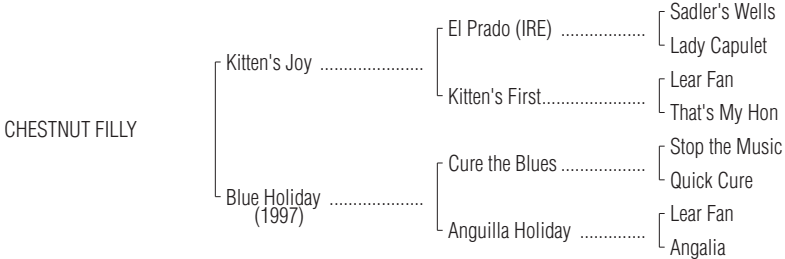 Sadler's Wells
El Prado (IRE) ...................
Lady Capulet
Kitten's Joy ......................
Lear Fan
Kitten's First......................
That's My Hon
CHESTNUT FILLY
Stop the Music
Cure the Blues ..................
Quick Cure
Blue Holiday ....................
(1997)
Lear Fan
Anguilla Holiday ..............
Angalia